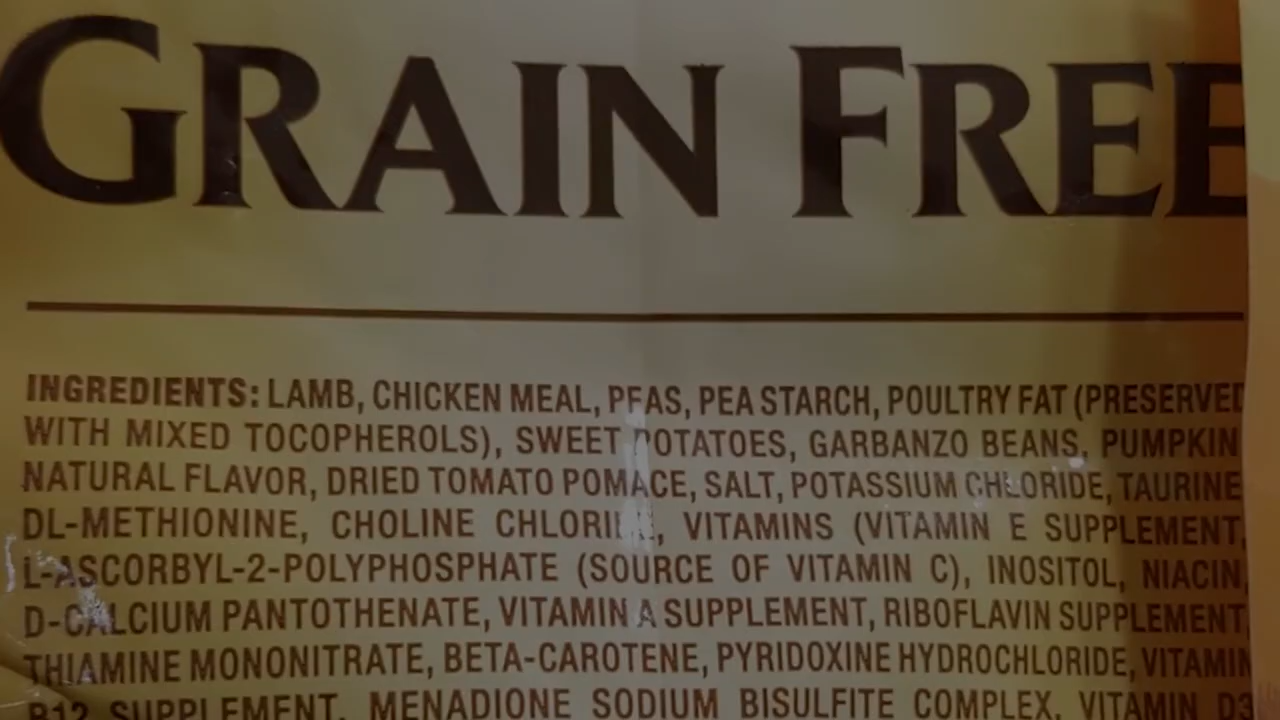 GRAIN FREE
INGREDIENTS: LAMB, CHICKEN MEAL, PEAS, PEA STARCH, POULTRY FAT (PRESERVED
WITH MIXED TOCOPHEROLS), SWEET POTATOES, GARBANZO BEANS, PUMPKIN
NATURAL FLAVOR, DRIED TOMATO POMACE, SALT, POTASSIUM CHLORIDE, TAURINE
DL-METHIONINE, CHOLINE CHLORIDE, VITAMINS (VITAMIN E SUPPLEMENT,
L-ASCORBYL-2-POLYPHOSPHATE (SOURCE OF VITAMIN C), INOSITOL, NIACIN,
D-CALCIUM PANTOTHENATE, VITAMIN A SUPPLEMENT, RIBOFLAVIN SUPPLEMENT,
THIAMINE MONONITRATE, BETA-CAROTENE, PYRIDOXINE HYDROCHLORIDE, VITAMIN
B12 SUPPLEMENT, MENADIONE SODIUM BISULFITE COMPLEX, VITAMIN D3